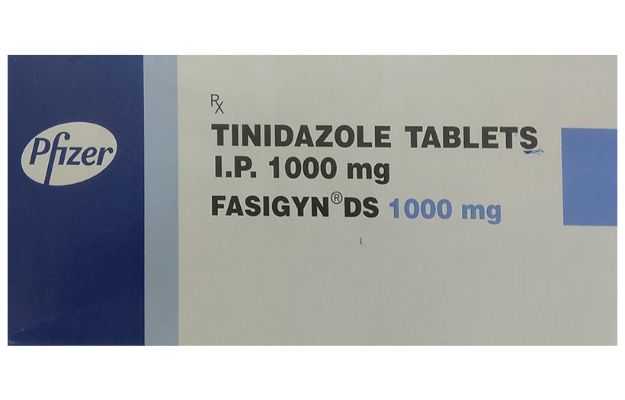 Pfizer
Rx
TINIDAZOLE TABLETS
I.P. 1000 mg
FASIGYN® DS 1000 mg